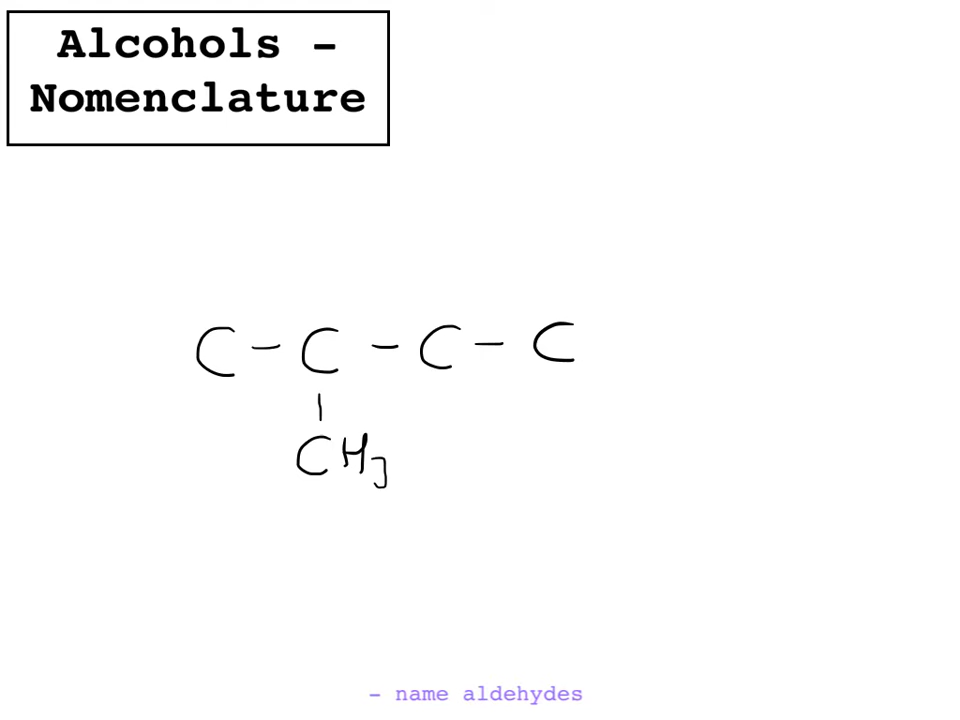 Alcohols –
Nomenclature
C – C – C – C
|
CH3
– name aldehydes